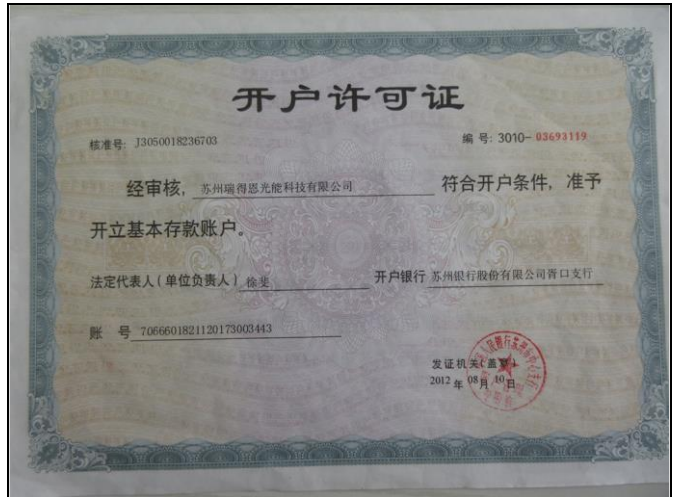 开户许可证
核准号: J3050018236703 编 号: 3010- 03693119
经审核, 苏州瑞得恩光能科技有限公司 符合开户条件, 准予
开立基本存款账户。
法定代表人(单位负责人) 徐斐 开户银行 苏州银行股份有限公司胥口支行
账 号 7066601821120173003443
发证机关(盖章)
2012 年 08 月 10 日